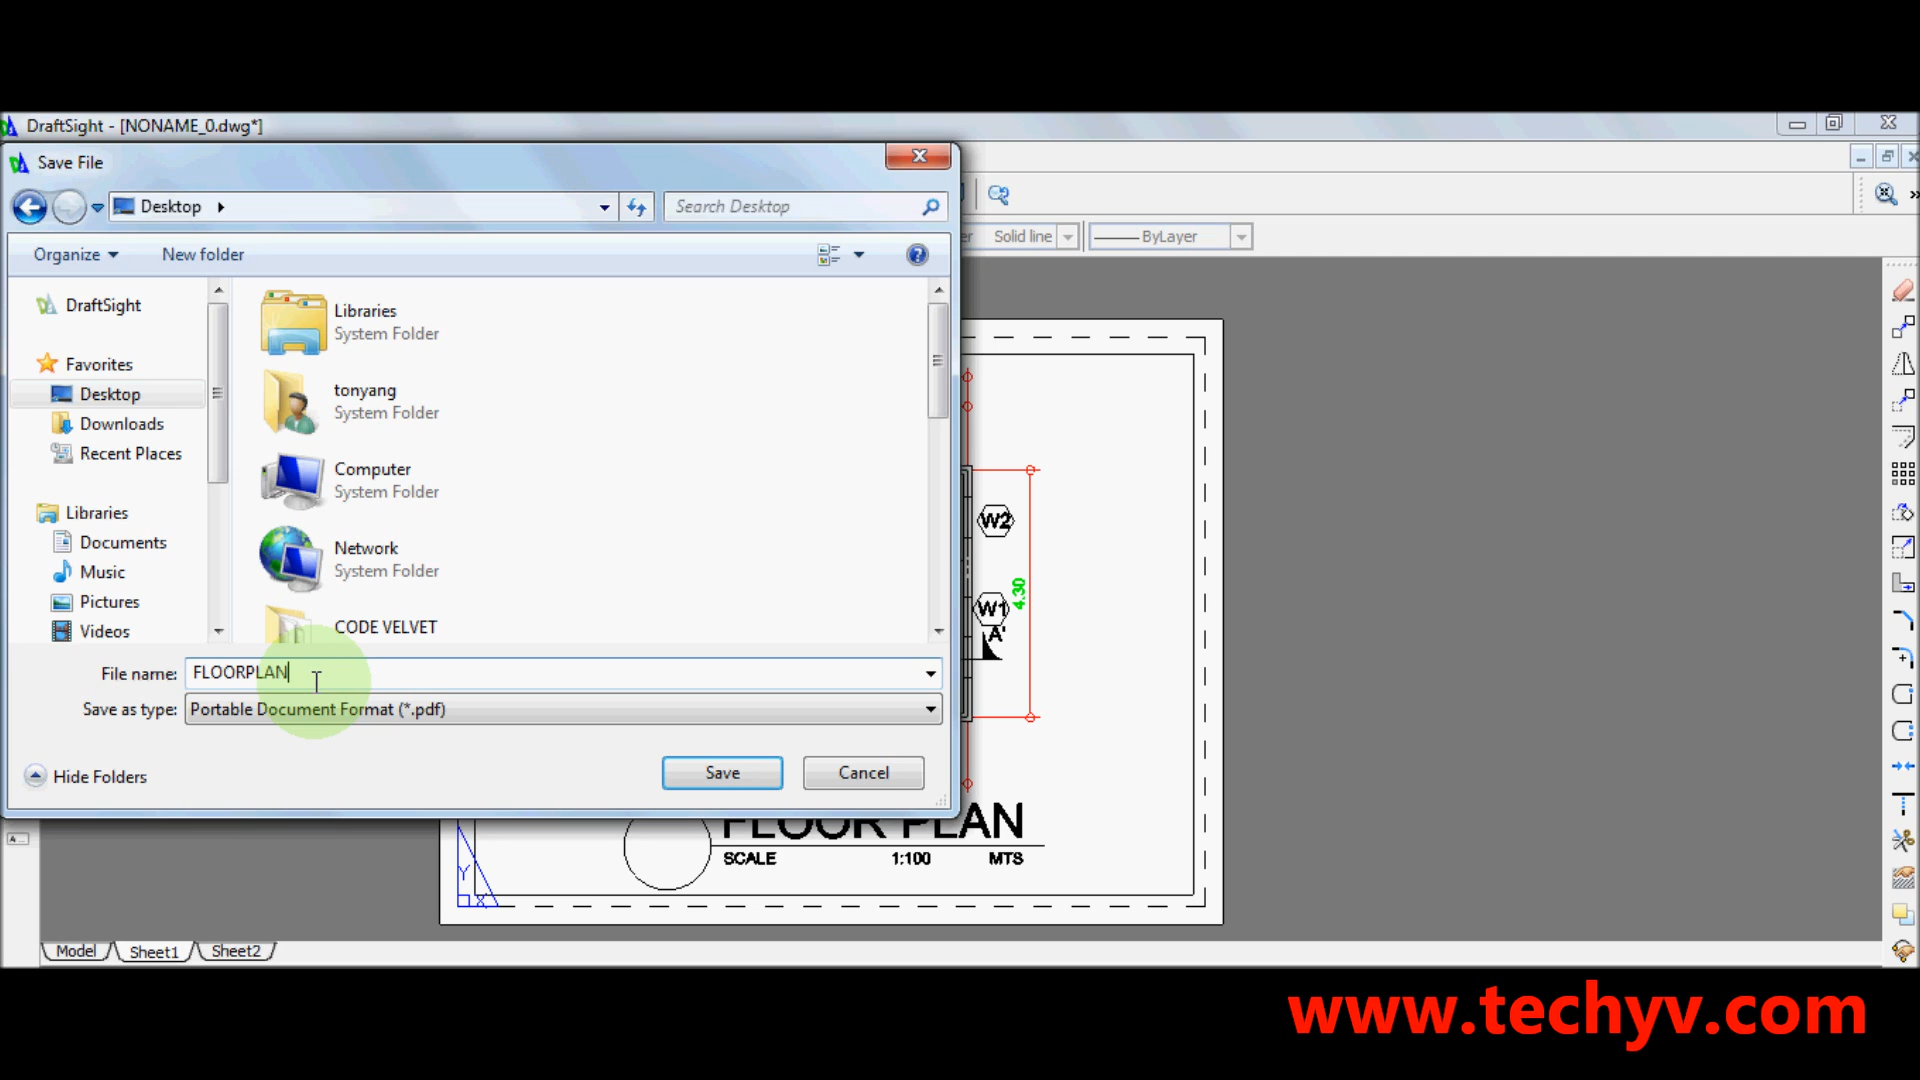 DraftSight - [NONAME_0.dwg*]
Save File
Desktop
Search Desktop
Solid line
ByLayer
Organize
New folder
DraftSight
Favorites
Desktop
Downloads
Recent Places
Libraries
Documents
Music
Pictures
Videos
Libraries
System Folder
tonyang
System Folder
Computer
System Folder
Network
System Folder
CODE VELVET
File name: FLOORPLAN
Save as type: Portable Document Format (*.pdf)
Hide Folders
Save
Cancel
W2
4.30
W1
A'
FLOOR PLAN
SCALE 1:100 MTS
Y
X
Model
Sheet1
Sheet2
www.techyv.com